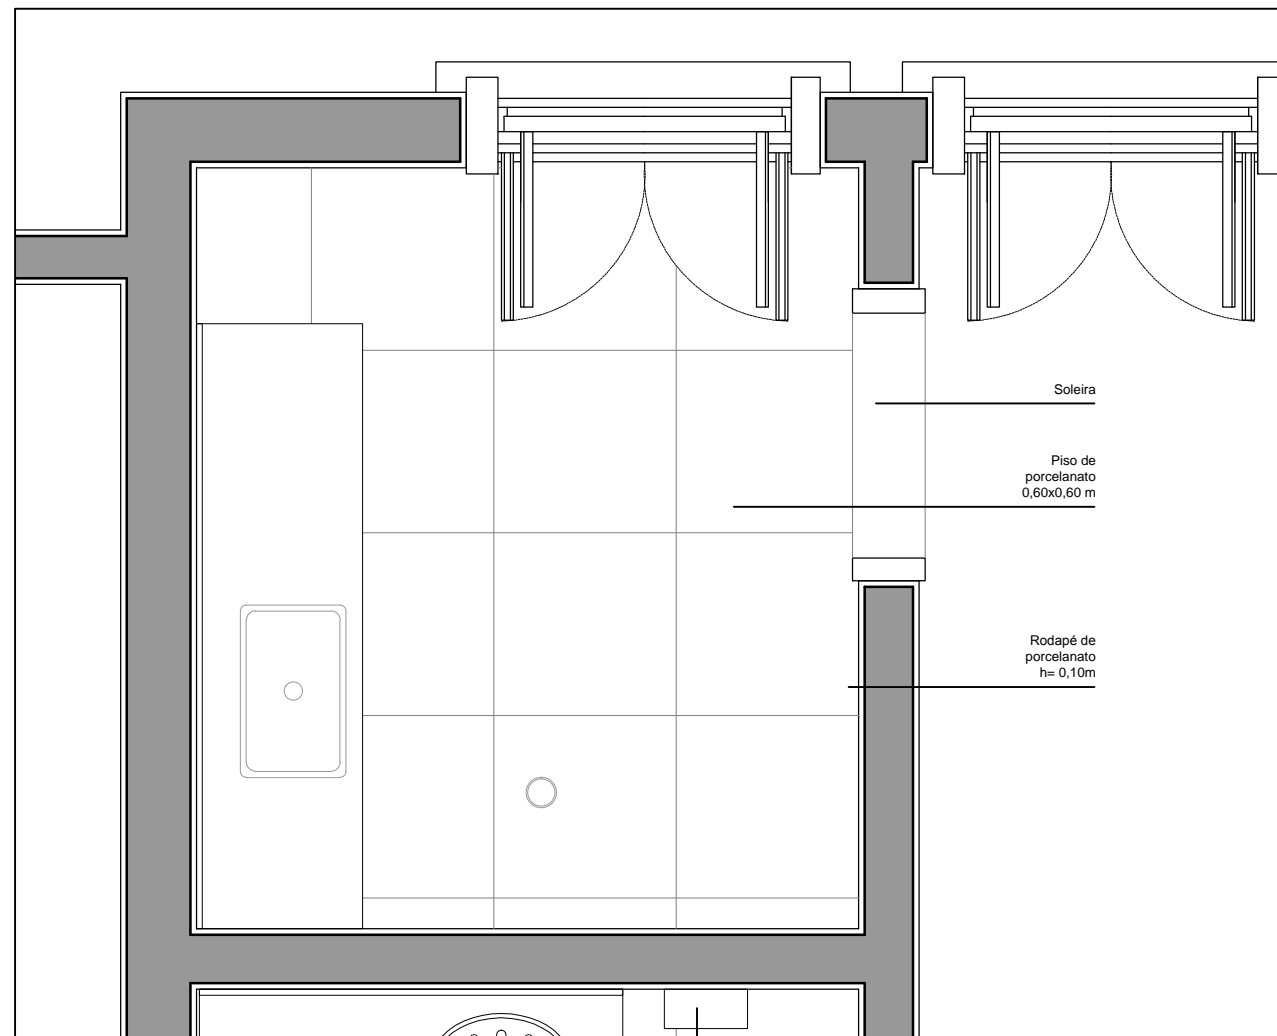 Soleira
Piso de
porcelanato
0,60x0,60 m
Rodapé de
porcelanato
h= 0,10m